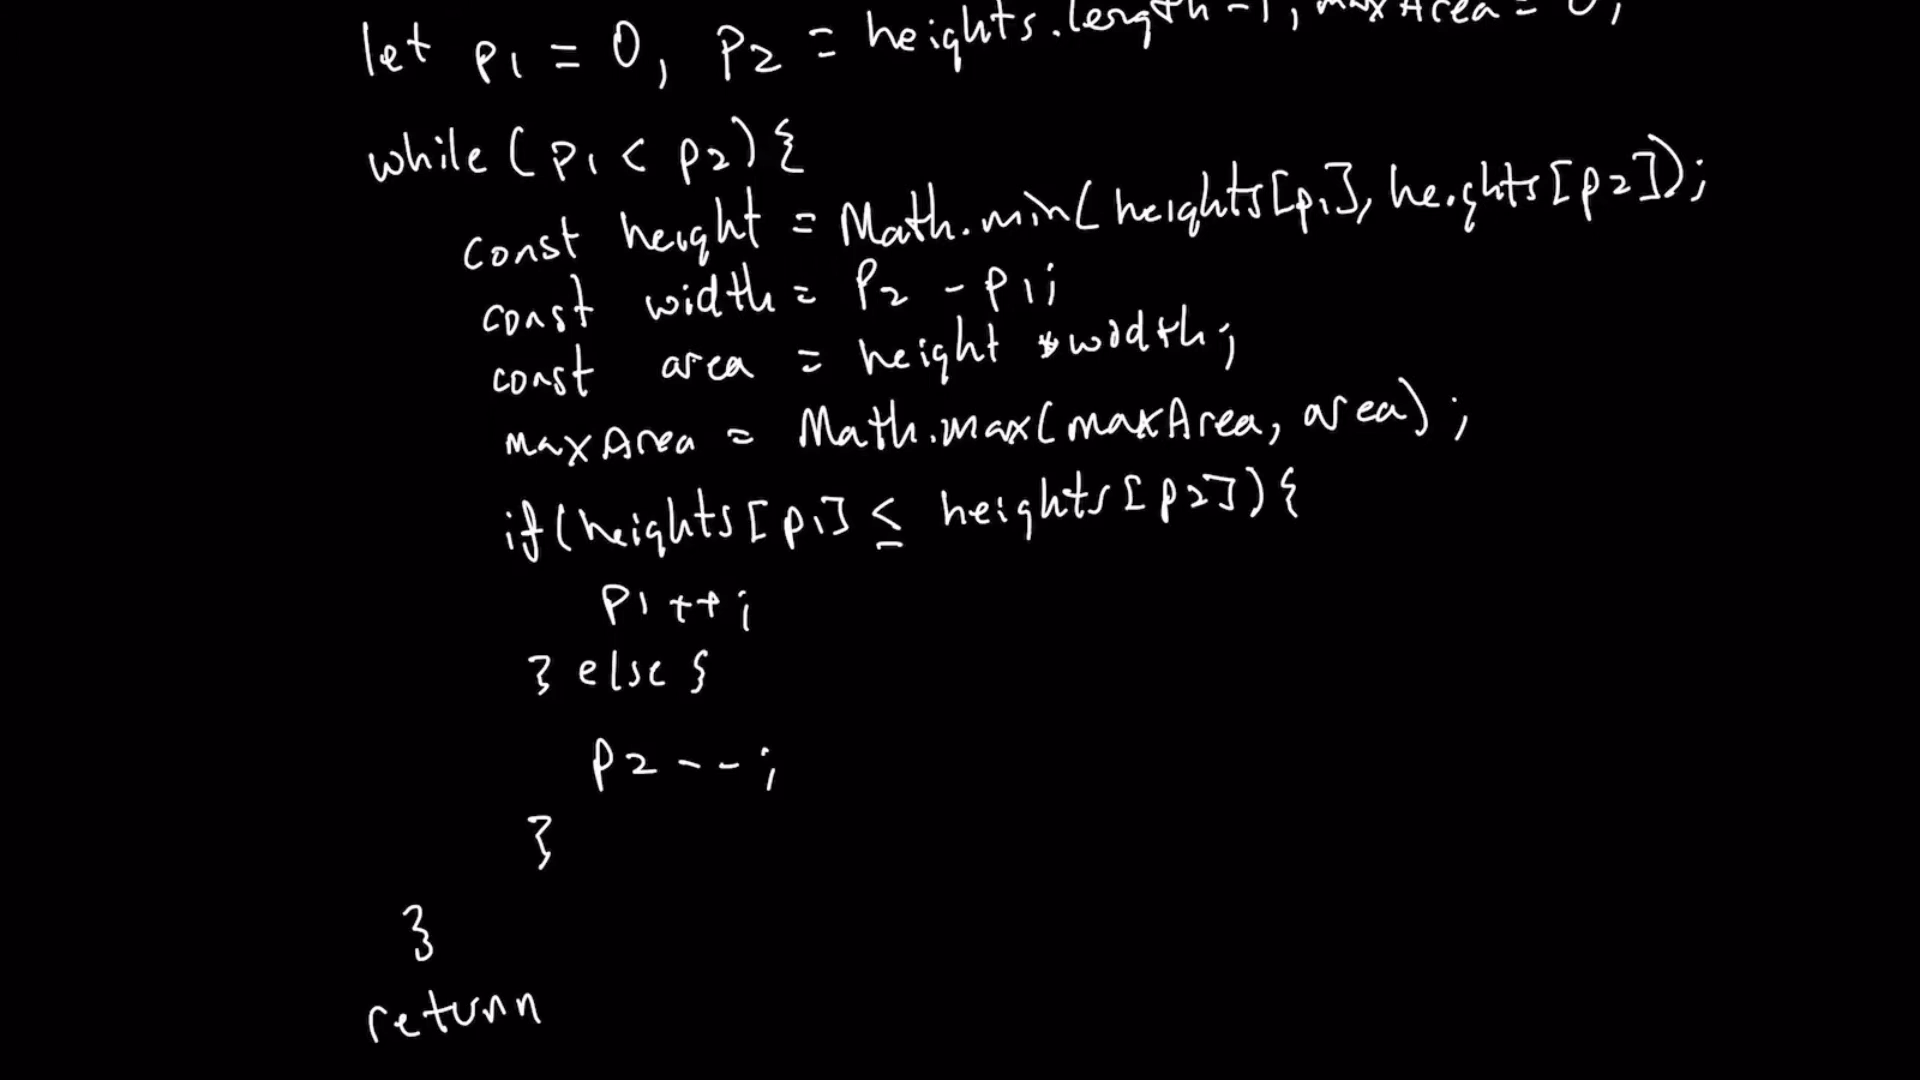 let p1 = 0, p2 = heights.length-1, maxArea = 0;
while(p1 < p2){
const height = Math.min(heights[p1], heights[p2]);
const width = p2 - p1;
const area = height * width;
maxArea = Math.max(maxArea, area);
if(heights[p1] ≤ heights[p2]){
p1++;
} else {
p2--;
}
}
return